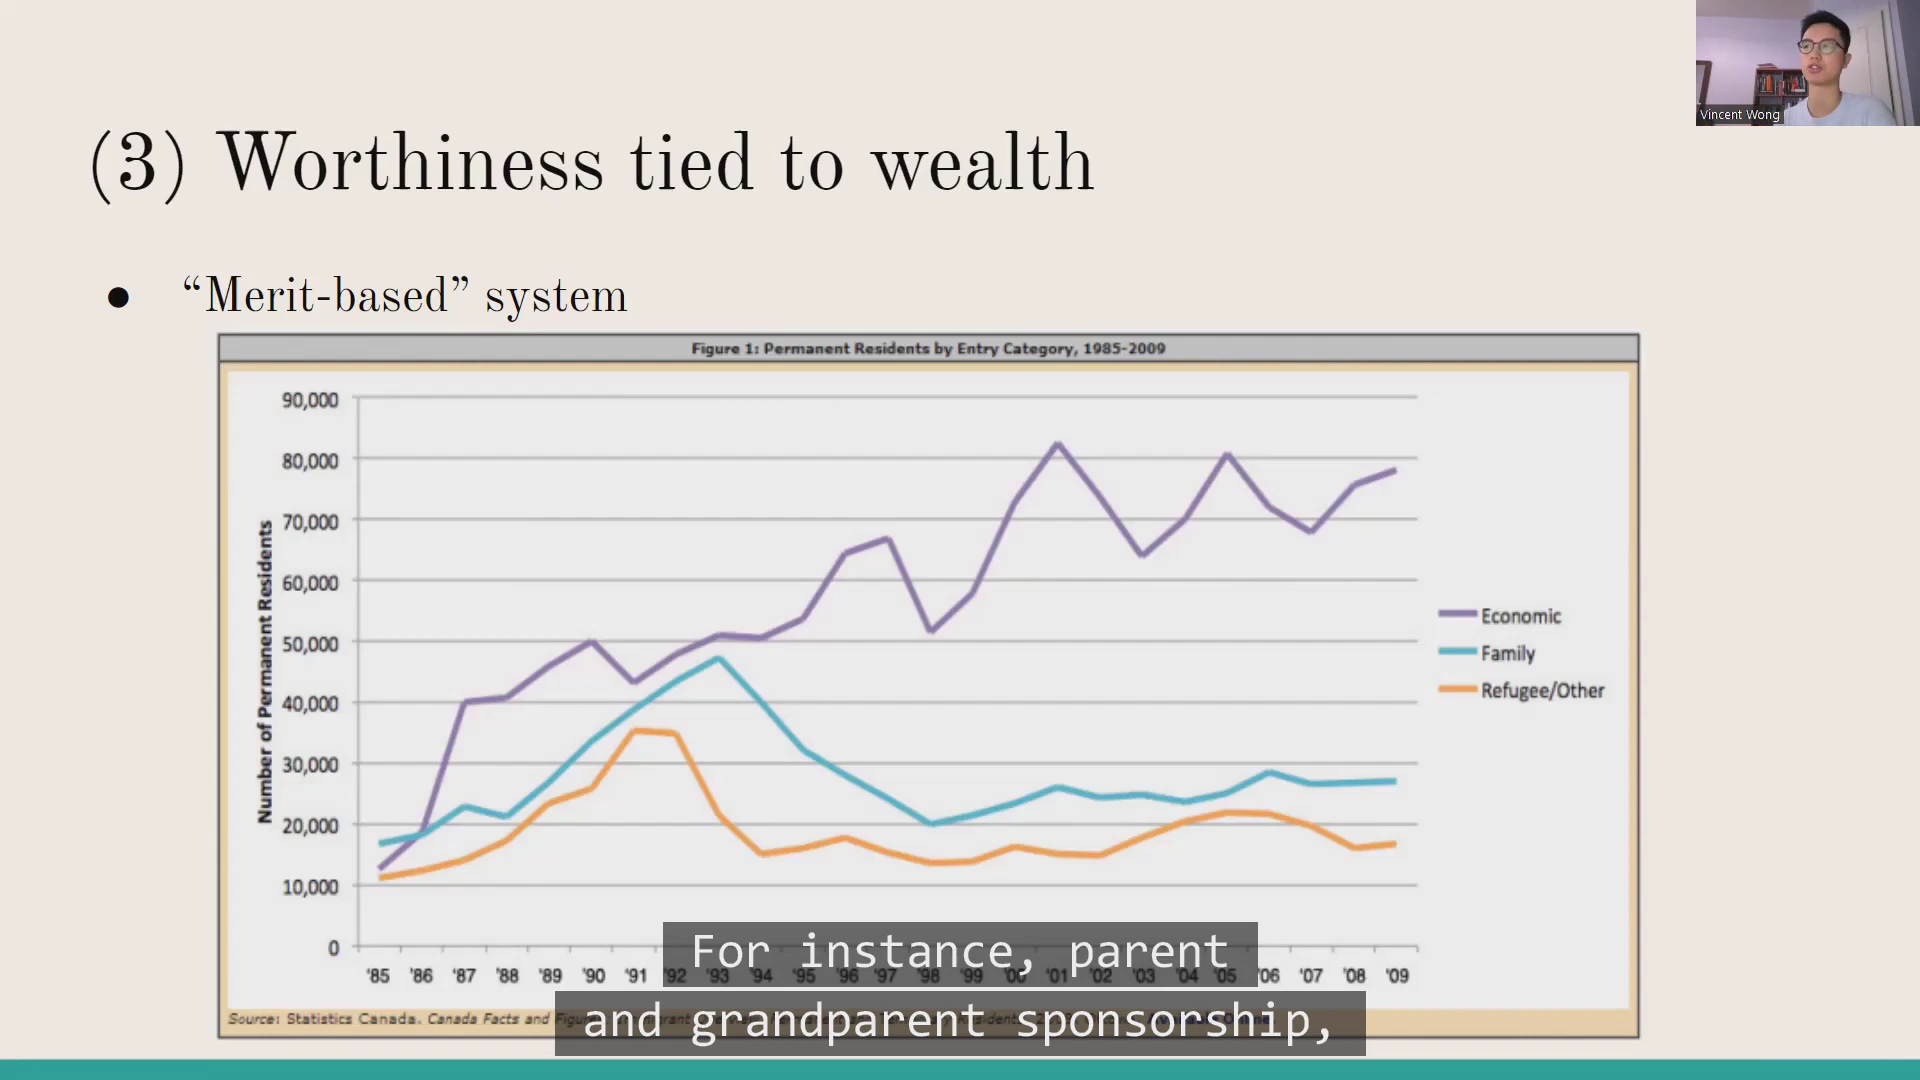 Vincent Wong
(3) Worthiness tied to wealth
● “Merit-based” system
Figure 1: Permanent Residents by Entry Category, 1985-2009
Number of Permanent Residents
90,000
80,000
70,000
60,000
50,000
40,000
30,000
20,000
10,000
0
'85 '86 '87 '88 '89 '90 '91 '92 '93 '94 '95 '96 '97 '98 '99 '00 '01 '02 '03 '04 '05 '06 '07 '08 '09
Economic
Family
Refugee/Other
Source: Statistics Canada. Canada Facts and
For instance, parent
and grandparent sponsorship,